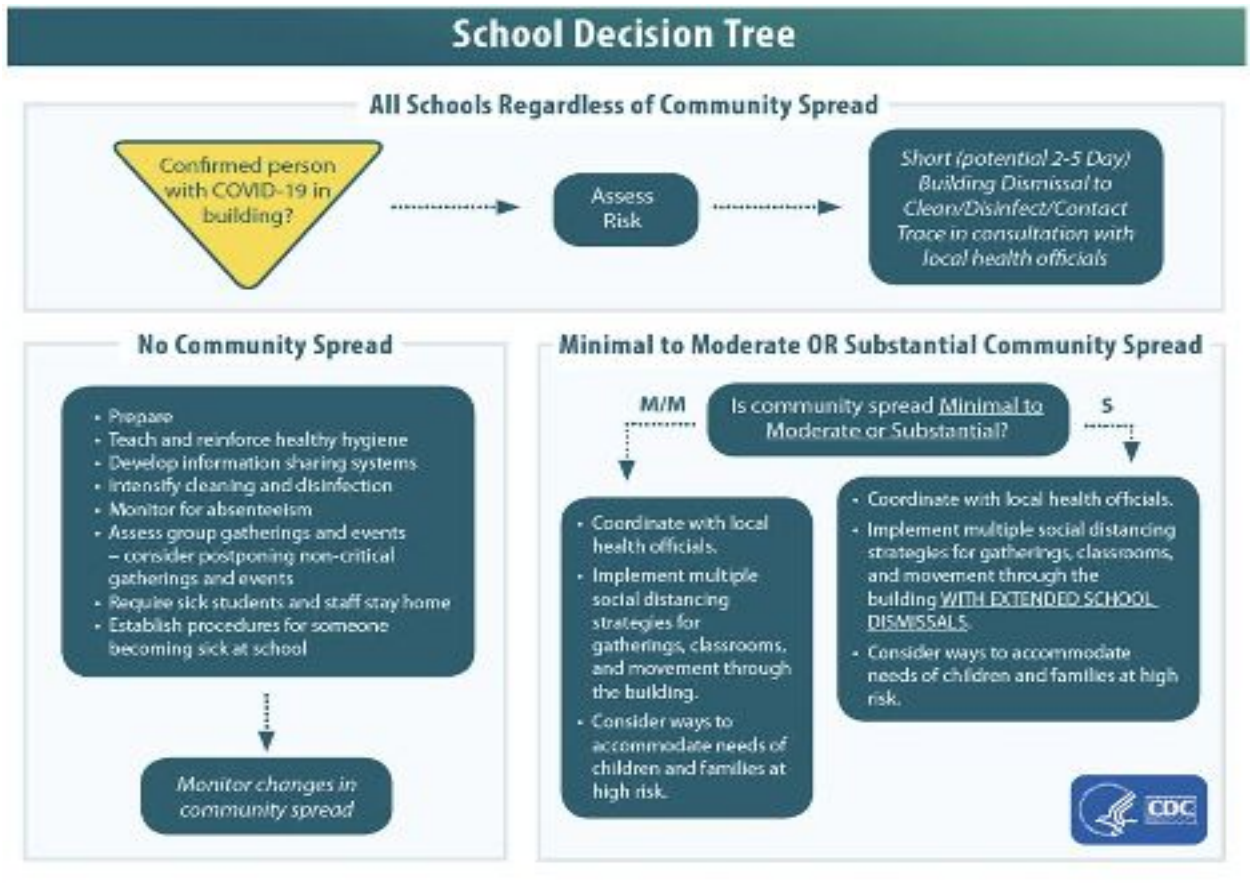 School Decision Tree
All Schools Regardless of Community Spread
Confirmed person
with COVID-19 in
building?
Assess
Risk
Short (potential 2-5 Day)
Building Dismissal to
Clean/Disinfect/Contact
Trace in consultation with
local health officials
No Community Spread
• Prepare
• Teach and reinforce healthy hygiene
• Develop information sharing systems
• Intensify cleaning and disinfection
• Monitor for absenteeism
• Assess group gatherings and events
– consider postponing non-critical
gatherings and events
• Require sick students and staff stay home
• Establish procedures for someone
becoming sick at school
Monitor changes in
community spread
Minimal to Moderate OR Substantial Community Spread
M/M
Is community spread Minimal to
Moderate or Substantial?
S
• Coordinate with local
health officials.
• Implement multiple
social distancing
strategies for
gatherings, classrooms,
and movement through
the building.
• Consider ways to
accommodate needs of
children and families at
high risk.
• Coordinate with local health officials.
• Implement multiple social distancing
strategies for gatherings, classrooms,
and movement through the
building WITH EXTENDED SCHOOL
DISMISSALS.
• Consider ways to accommodate
needs of children and families at high
risk.
CDC